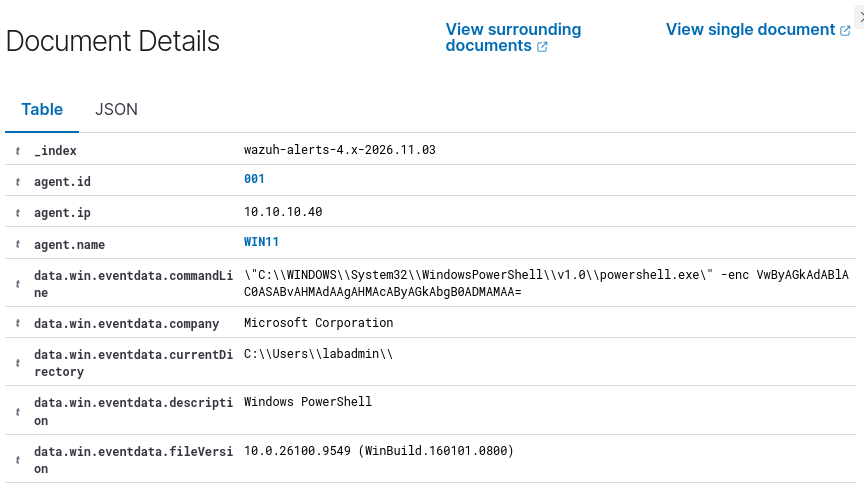 Document Details
View surrounding
documents
View single document
Table
JSON
t _index wazuh-alerts-4.x-2026.11.03
t agent.id 001
t agent.ip 10.10.10.40
t agent.name WIN11
t data.win.eventdata.commandLi
ne
\"C:\\WINDOWS\\System32\\WindowsPowerShell\\v1.0\\powershell.exe\" -enc VwByAGkAdABlA
C0ASABvAHMAdAAgAHMAcAByAGkAbgB0ADMAMAA=
t data.win.eventdata.company Microsoft Corporation
t data.win.eventdata.currentDi
rectory
C:\\Users\\labadmin\\
t data.win.eventdata.descripti
on
Windows PowerShell
t data.win.eventdata.fileVersi
on
10.0.26100.9549 (WinBuild.160101.0800)